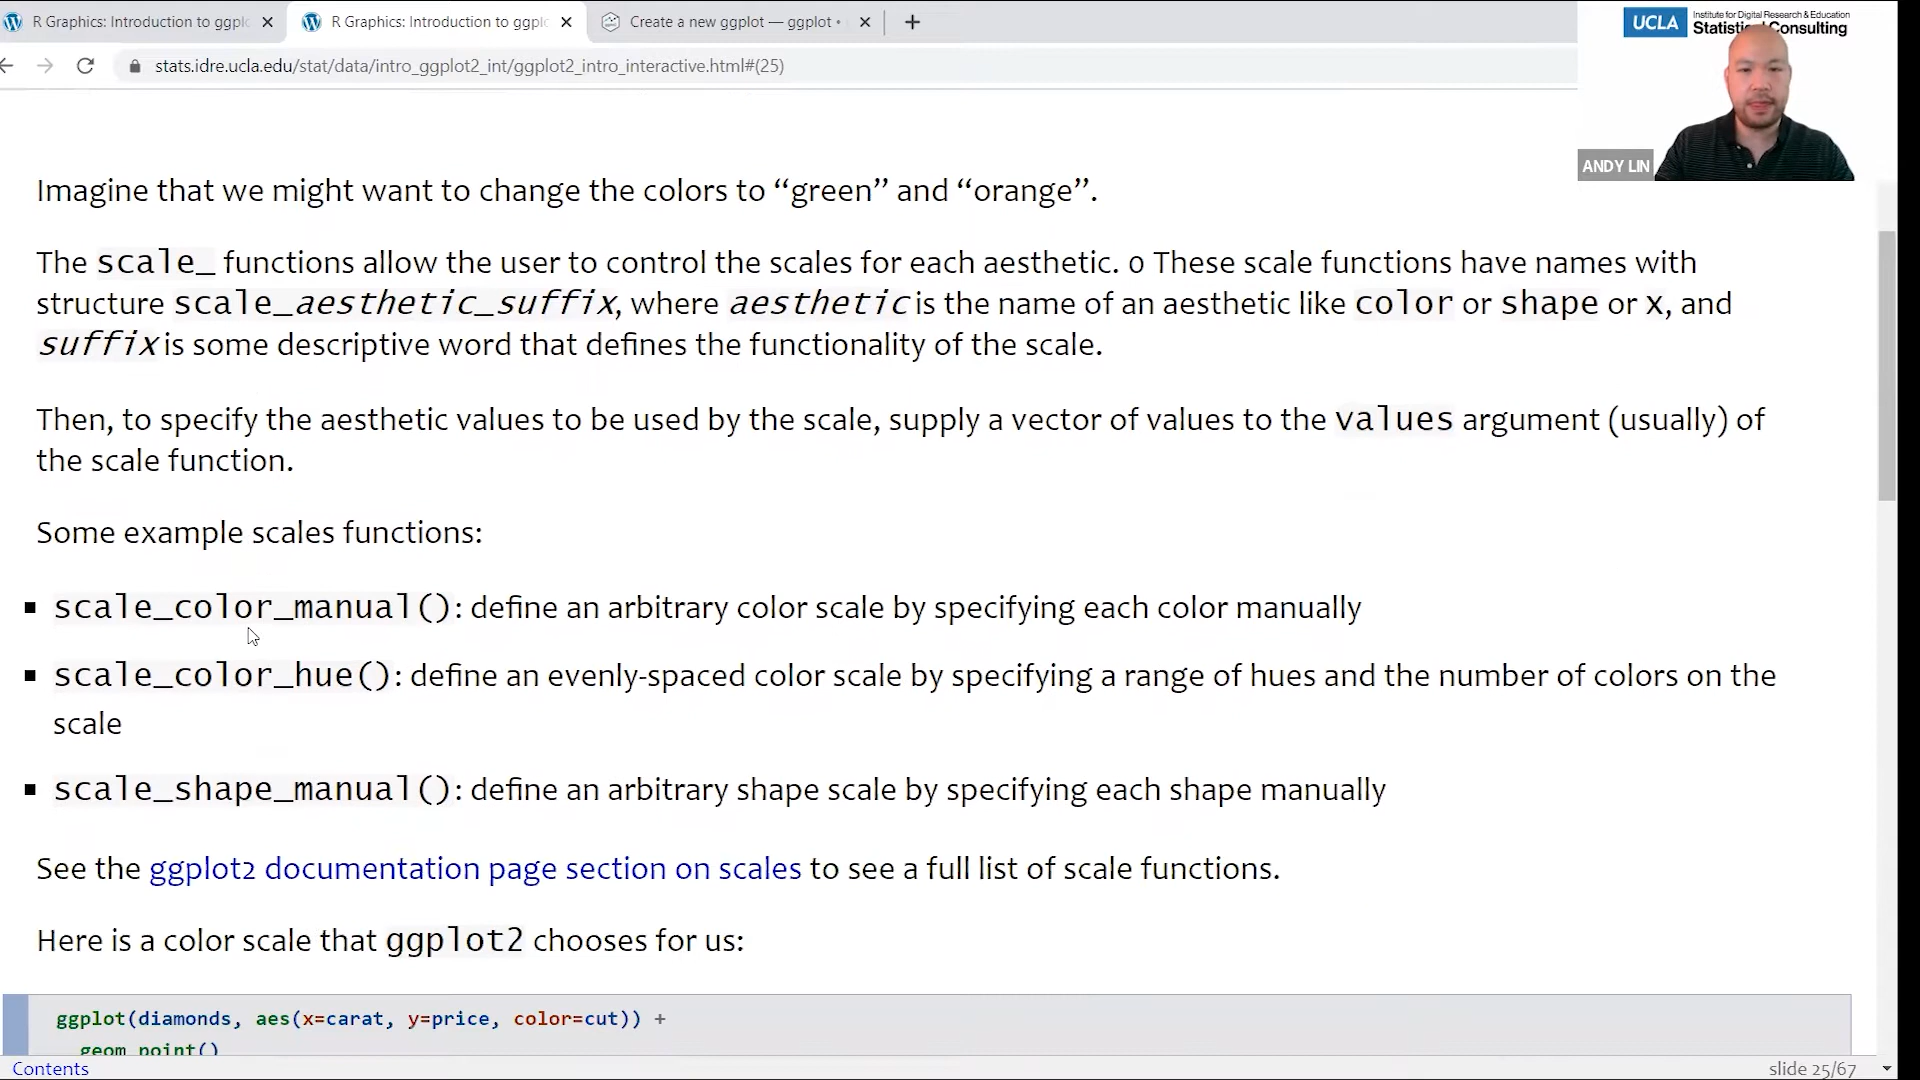 R Graphics: Introduction to ggplo
R Graphics: Introduction to ggplo
Create a new ggplot — ggplot •
stats.idre.ucla.edu/stat/data/intro_ggplot2_int/ggplot2_intro_interactive.html#(25)
UCLA Institute for Digital Research & Education
Statistical Consulting
ANDY LIN
Imagine that we might want to change the colors to “green” and “orange”.
The scale_ functions allow the user to control the scales for each aesthetic. o These scale functions have names with
structure scale_aesthetic_suffix, where aesthetic is the name of an aesthetic like color or shape or x, and
suffix is some descriptive word that defines the functionality of the scale.
Then, to specify the aesthetic values to be used by the scale, supply a vector of values to the values argument (usually) of
the scale function.
Some example scales functions:
scale_color_manual(): define an arbitrary color scale by specifying each color manually
scale_color_hue(): define an evenly-spaced color scale by specifying a range of hues and the number of colors on the
scale
scale_shape_manual(): define an arbitrary shape scale by specifying each shape manually
See the ggplot2 documentation page section on scales to see a full list of scale functions.
Here is a color scale that ggplot2 chooses for us:
ggplot(diamonds, aes(x=carat, y=price, color=cut)) +
geom_point()
Contents
slide 25/67